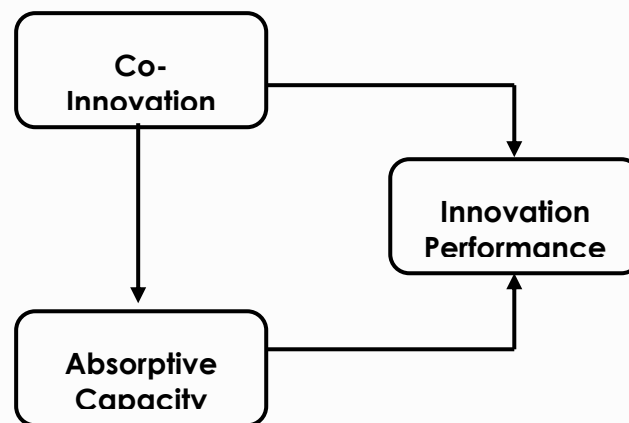 Co-
Innovation
Innovation
Performance
Absorptive
Capacity